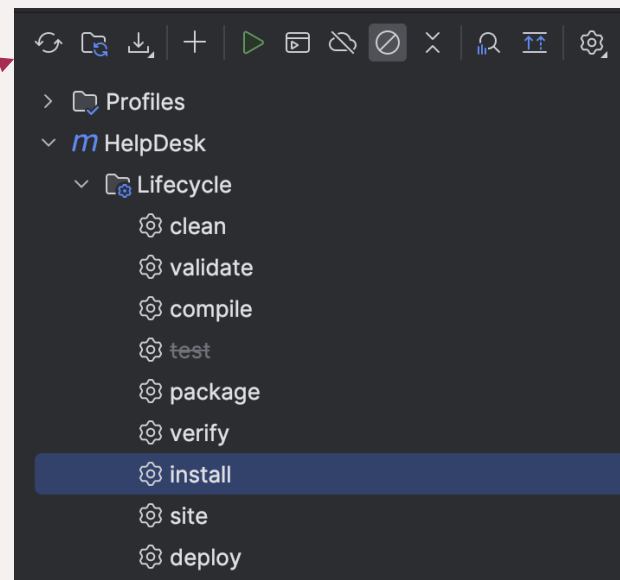 Profiles
m HelpDesk
Lifecycle
clean
validate
compile
test
package
verify
install
site
deploy